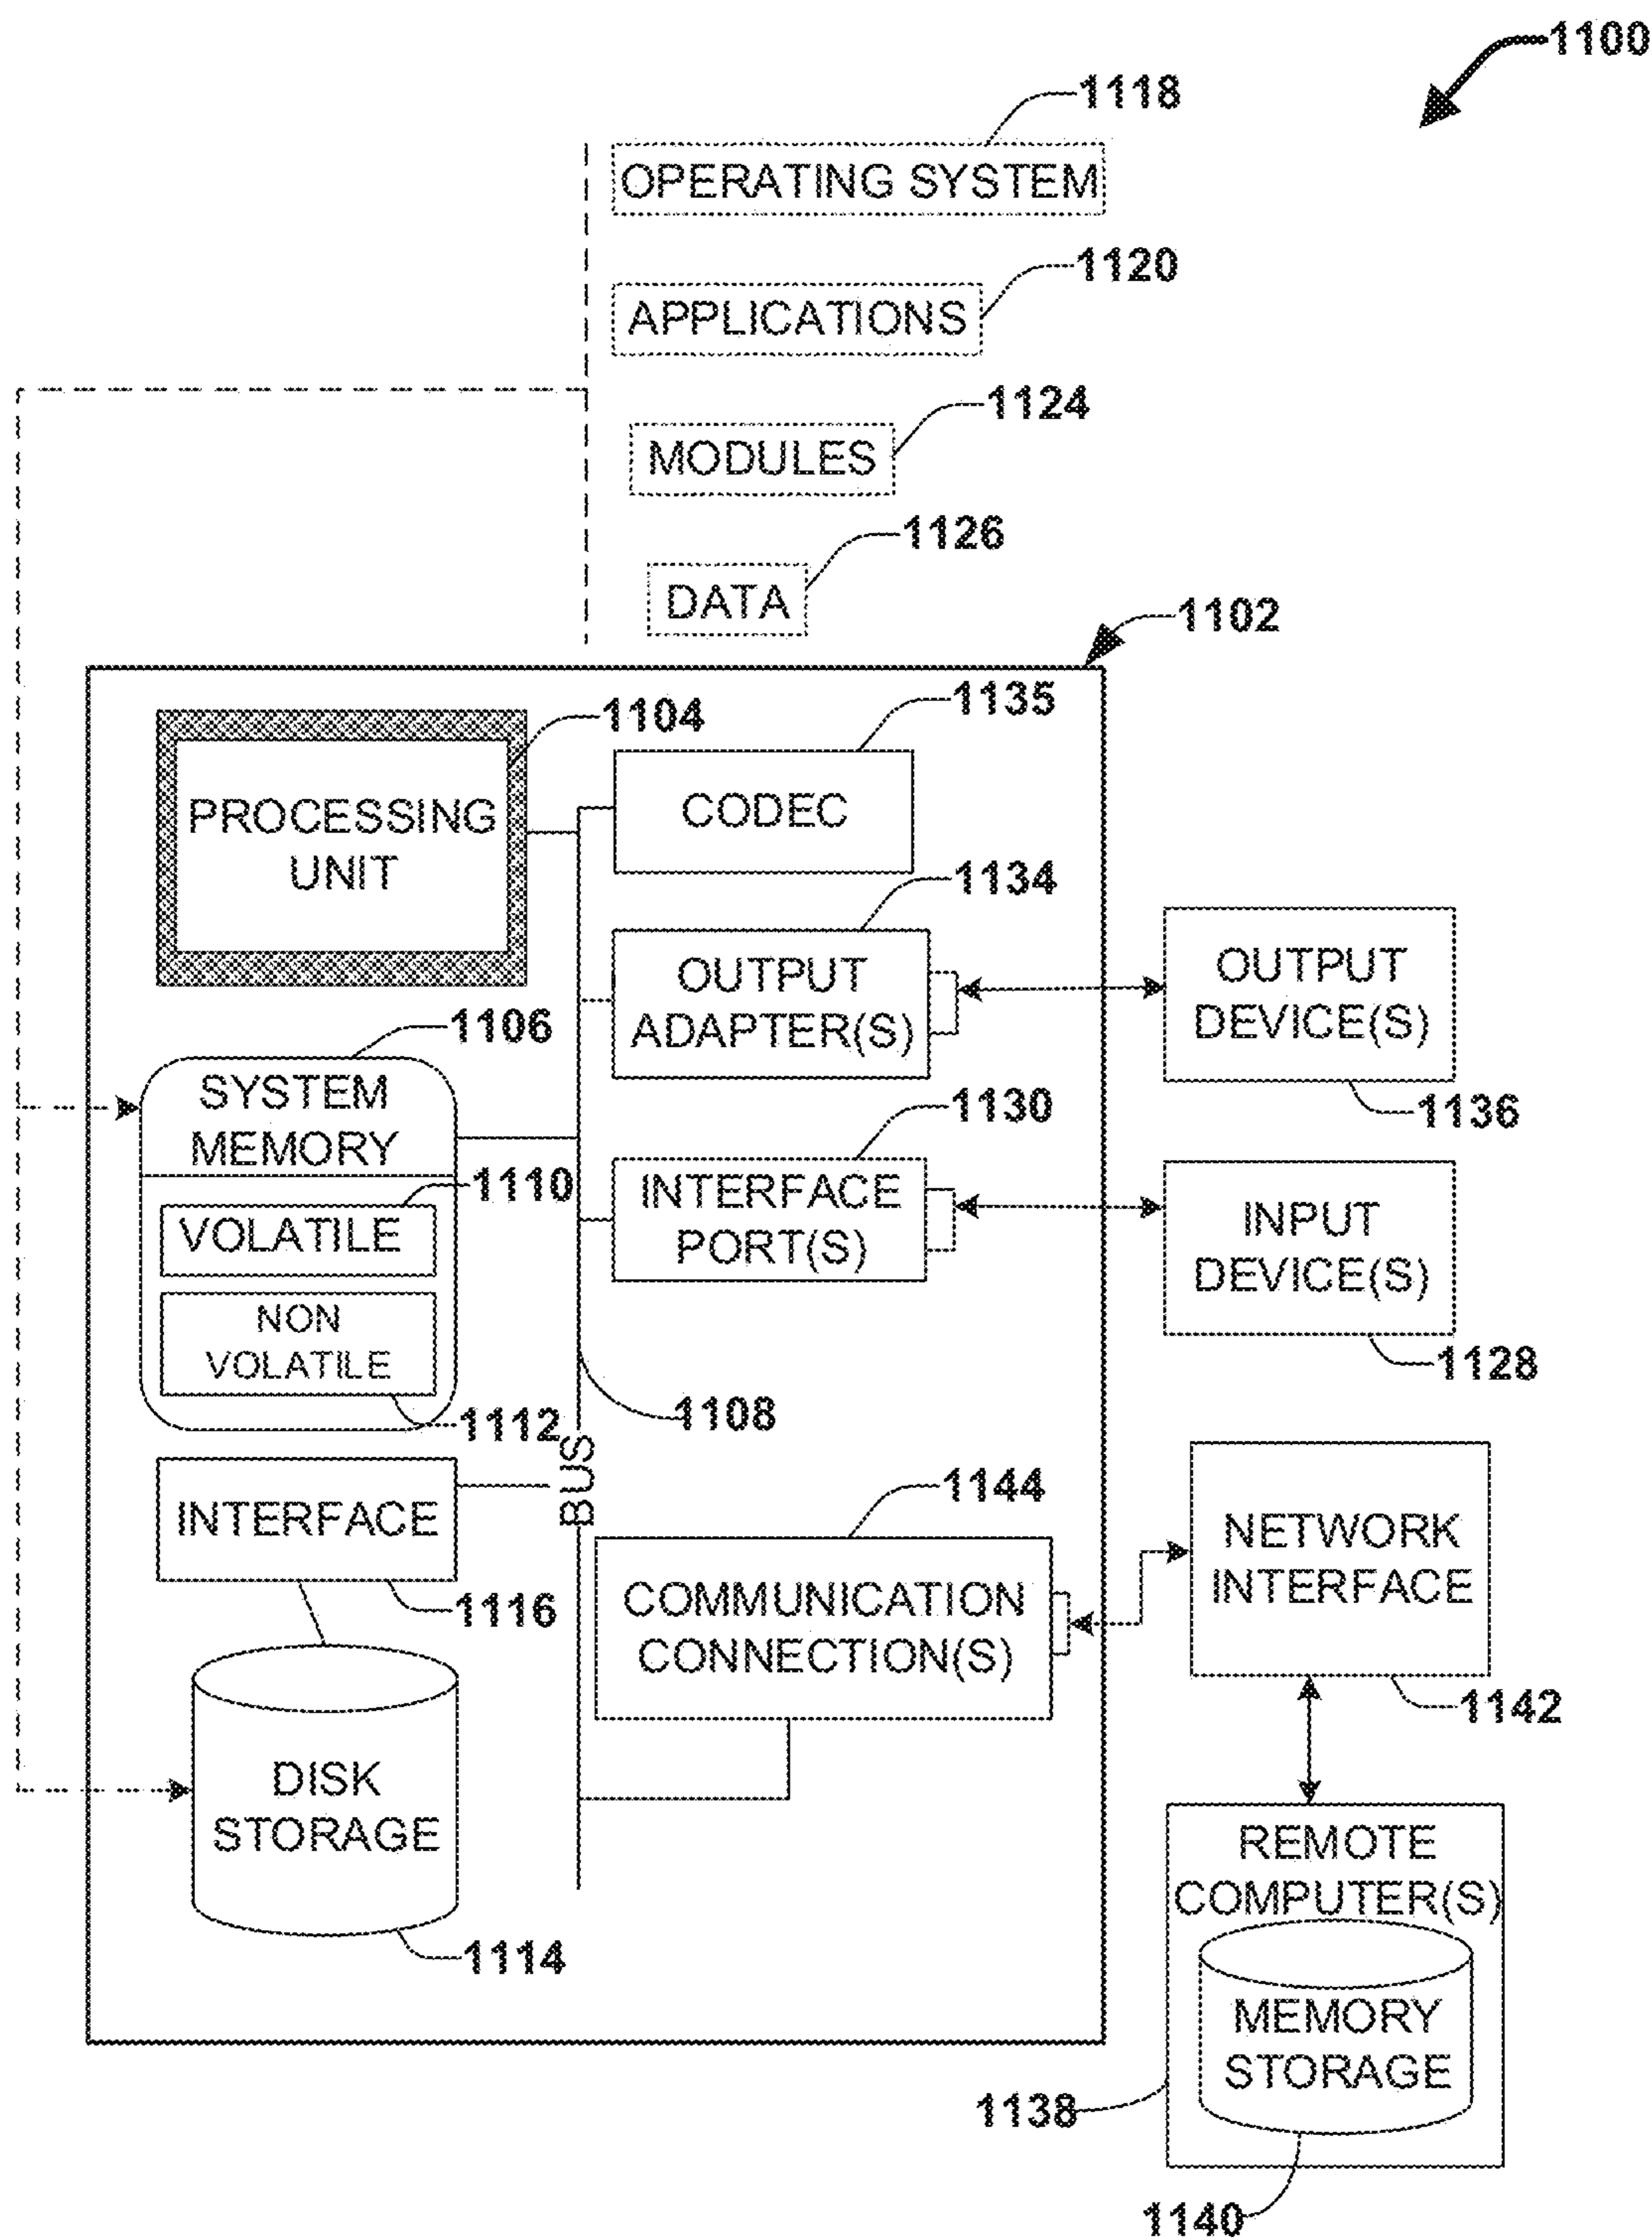 1100
1118
OPERATING SYSTEM
1120
APPLICATIONS
1124
MODULES
1126
DATA
1102
1104
PROCESSING
UNIT
1135
CODEC
1134
OUTPUT
ADAPTER(S)
OUTPUT
DEVICE(S)
1136
1106
SYSTEM
MEMORY
1110
VOLATILE
NON
VOLATILE
1112
1130
INTERFACE
PORT(S)
INPUT
DEVICE(S)
1128
1108
BUS
INTERFACE
1116
1144
COMMUNICATION
CONNECTION(S)
NETWORK
INTERFACE
1142
DISK
STORAGE
1114
REMOTE
COMPUTER(S)
MEMORY
STORAGE
1138
1140